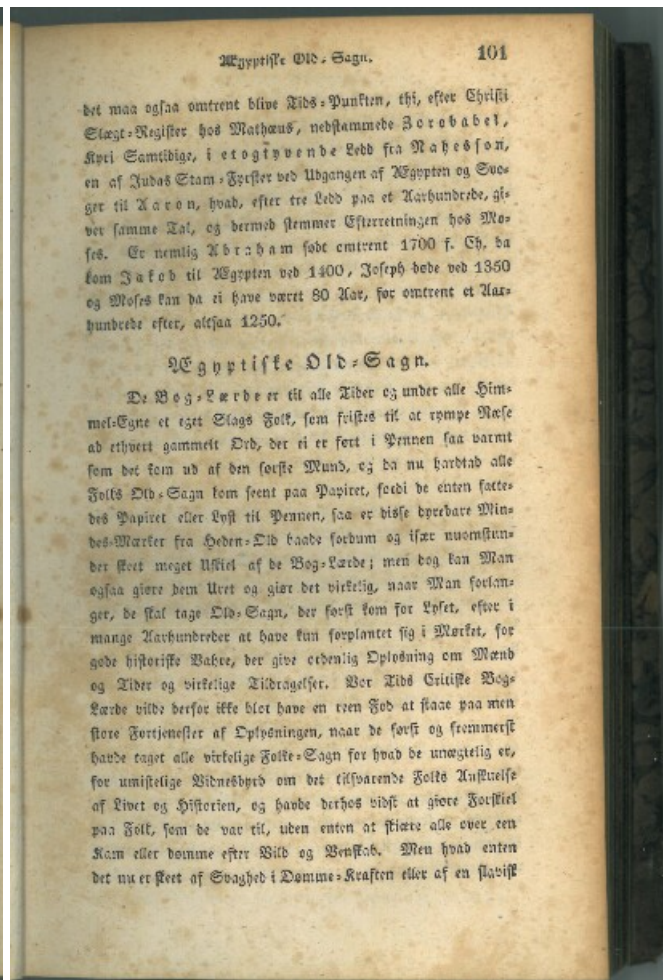 Ægyptiske Old-Sagn. 101
det maa ogsaa omtrent blive Tids-Punkten, thi, efter Christi
Slægt-Register hos Mathæus, nedstammede Zorobabel,
Kyri Samtidige, i etogtyvende Ledd fra Nahesson,
en af Judas Stam-Fyrster ved Udgangen af Ægypten og Svo-
ger til Aaron, hvad, efter tre Ledd paa et Aarhundrede, gi-
ver samme Tal, og dermed stemmer Efterretningen hos Mo-
ses. Er nemlig Abraham født omtrent 1700 f. Ch. da
kom Jakob til Ægypten ved 1400, Joseph døde ved 1350
og Moses kan da ei have været 80 Aar, før omtrent et Aar-
hundrede efter, altsaa 1250.
Ægyptiske Old-Sagn.
De Bog-Lærde er til alle Tider og under alle Him-
mel-Egne et eget Slags Folk, som fristes til at rympe Næse
ad ethvert gammelt Ord, der ei er ført i Pennen saa varmt
som det kom ud af den første Mund, og da nu hardtad alle
Folks Old-Sagn kom seent paa Papiret, fordi de enten fatte-
des Papiret eller Lyst til Pennen, saa er disse dyrebare Min-
des-Mærker fra Heden-Old baade fordum og især nuomstun-
der skeet meget Uskiel af de Bog-Lærde; men dog kan Man
ogsaa giøre dem Uret og giør det virkelig, naar Man forlan-
ger, de skal tage Old-Sagn, der først kom for Lyset, efter i
mange Aarhundreder at have kun forplantet sig i Mørket, for
gode historiske Vahre, der give ordenlig Oplysning om Mænd
og Tider og virkelige Tildragelser. Vor Tids Critiske Bog-
Lærde vilde derfor ikke blot have en reen Fod at staae paa men
store Fortjenester af Oplysningen, naar de først og fremmerst
havde taget alle virkelige Folke-Sagn for hvad de unægtelig er,
for umistelige Vidnesbyrd om det tilsvarende Folks Anskuelse
af Livet og Historien, og havde derhos vidst at giøre Forskiel
paa Folk, som de var til, uden enten at skiære alle over een
Kam eller dømme efter Vild og Venskab. Men hvad enten
det nu er skeet af Svaghed i Dømme-Kraften eller af en slavisk